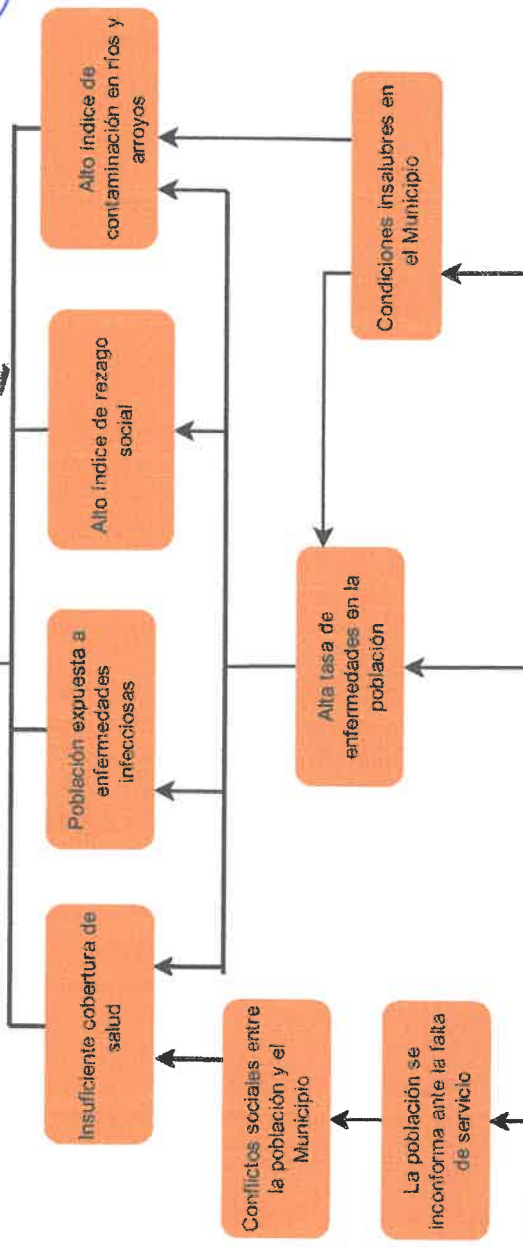 Insuficiente cobertura de
salud
Población expuesta a
enfermedades
infecciosas
Alto índice de rezago
social
Alto índice de
contaminación en ríos y
arroyos
Conflictos sociales entre
la población y el
Municipio
Alta tasa de
enfermedades en la
población
Condiciones insalubres en
el Municipio
La población se
inconforma ante la falta
de servicio